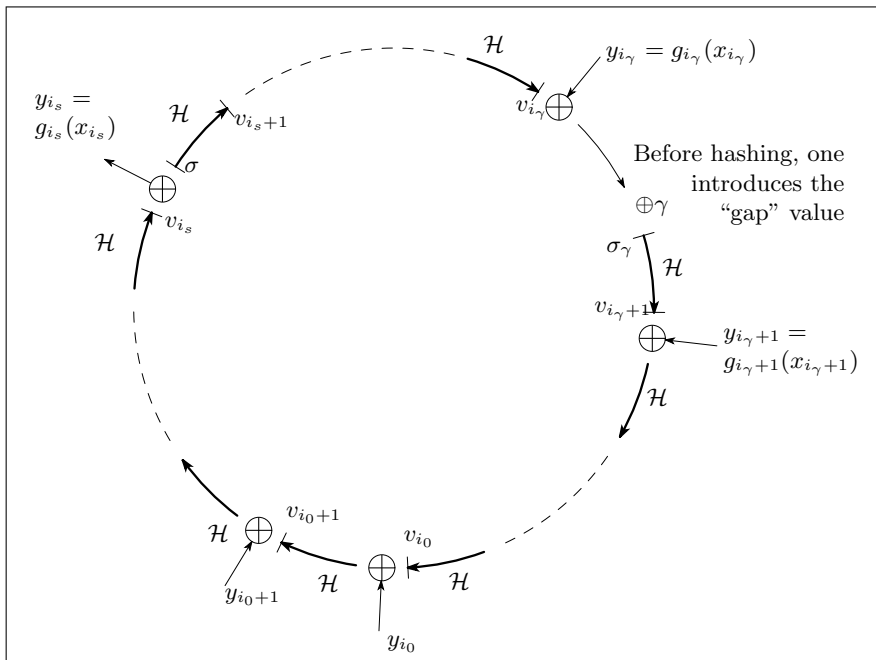 ℋ
y_{i_γ} = g_{i_γ}(x_{i_γ})
y_{i_s} =
g_{i_s}(x_{i_s})
ℋ
v_{i_s+1}
v_{i_γ}
σ
Before hashing, one
introduces the
“gap” value
⊕γ
v_{i_s}
ℋ
σ_γ
ℋ
v_{i_γ+1}
y_{i_γ+1} =
g_{i_γ+1}(x_{i_γ+1})
ℋ
v_{i_0+1}
v_{i_0}
ℋ
ℋ
ℋ
y_{i_0+1}
y_{i_0}